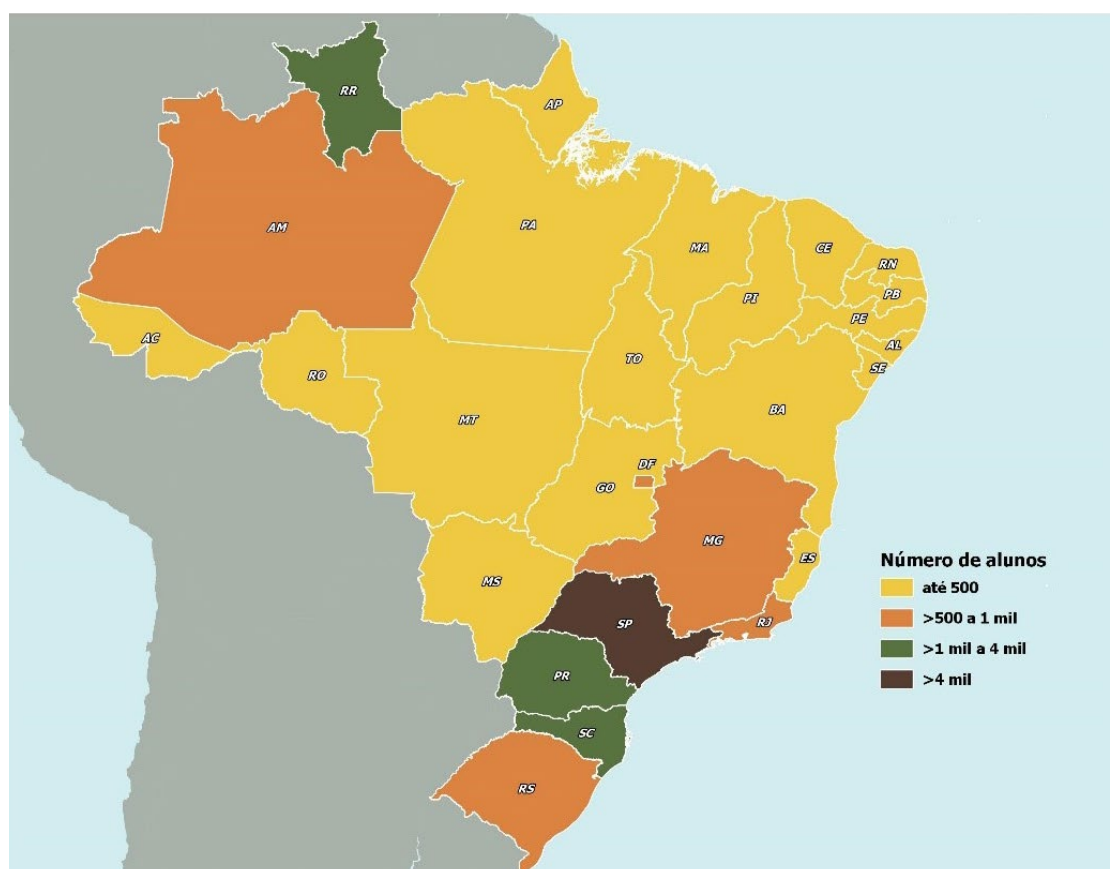 RR
AP
AM
PA
MA
CE
RN
PB
PI
PE
AC
AL
TO
SE
RO
BA
MT
DF
GO
MG
ES
MS
SP
RJ
PR
SC
RS
Número de alunos
até 500
>500 a 1 mil
>1 mil a 4 mil
>4 mil